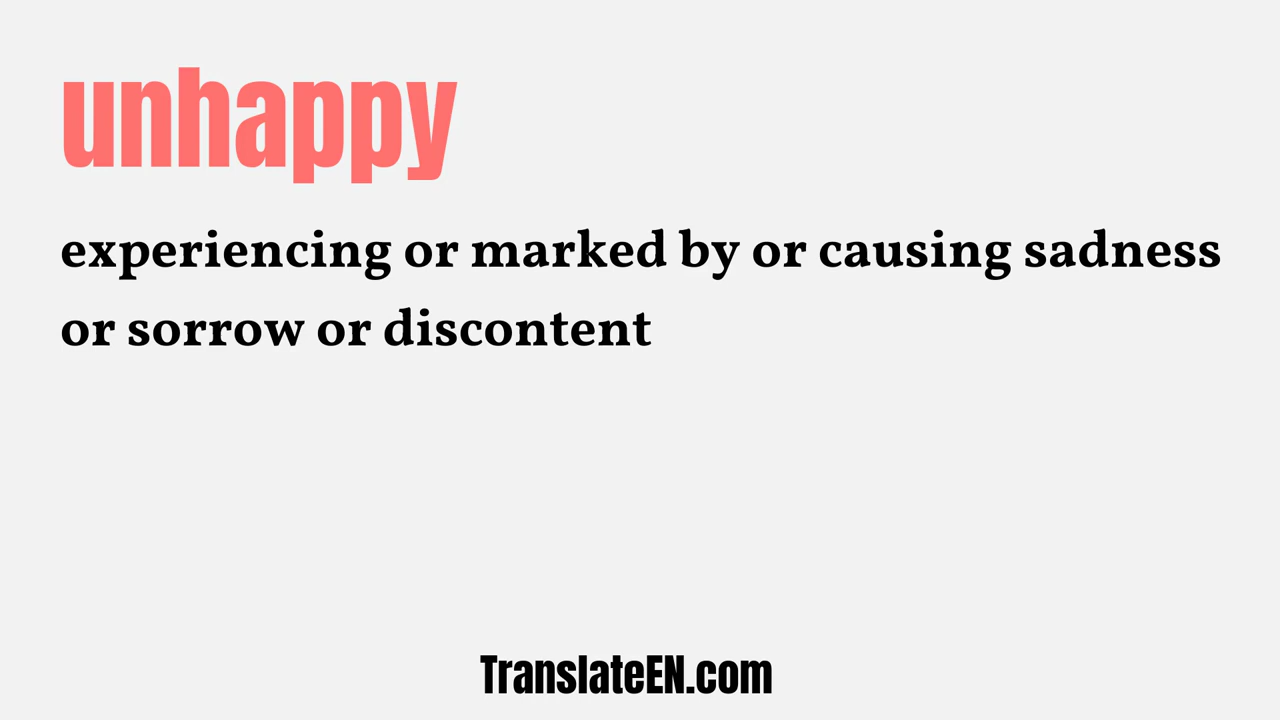 unhappy
experiencing or marked by or causing sadness
or sorrow or discontent
TranslateEN.com